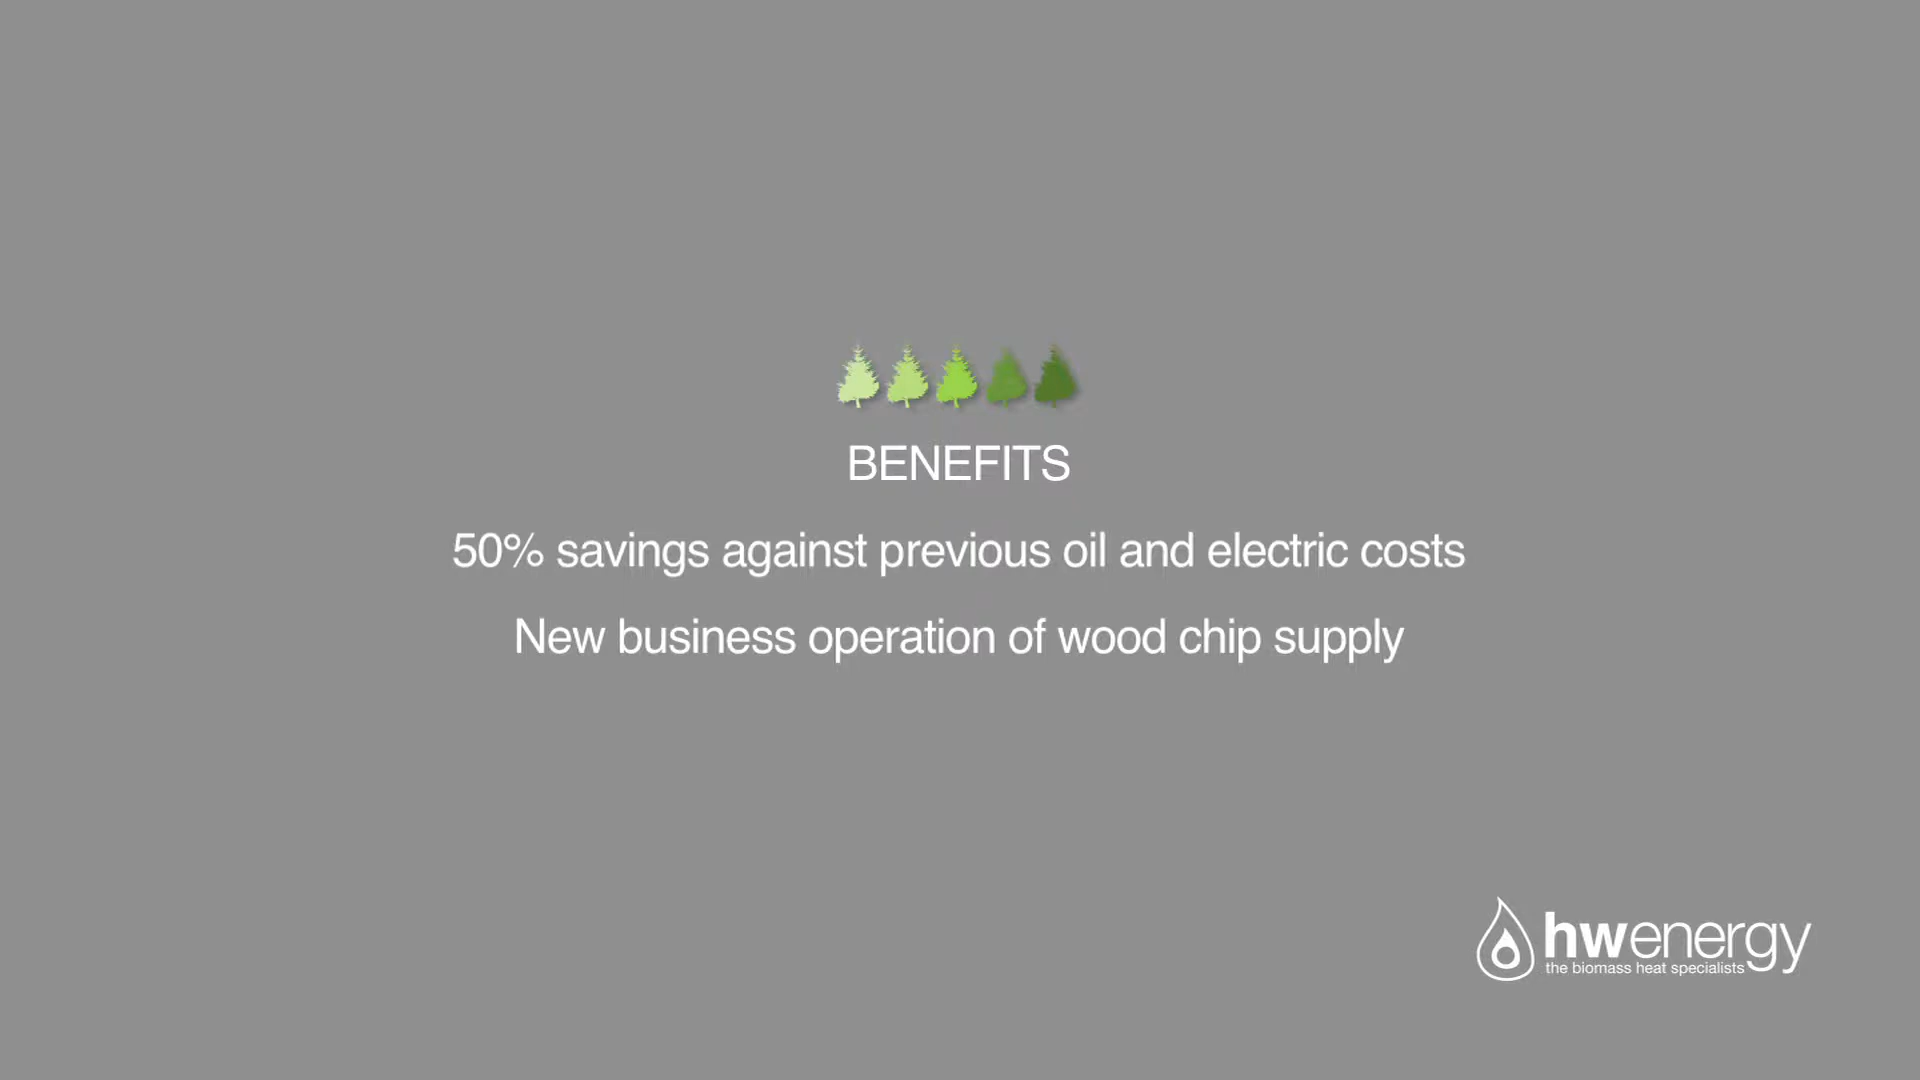 BENEFITS
50% savings against previous oil and electric costs
New business operation of wood chip supply
hwenergy
the biomass heat specialists